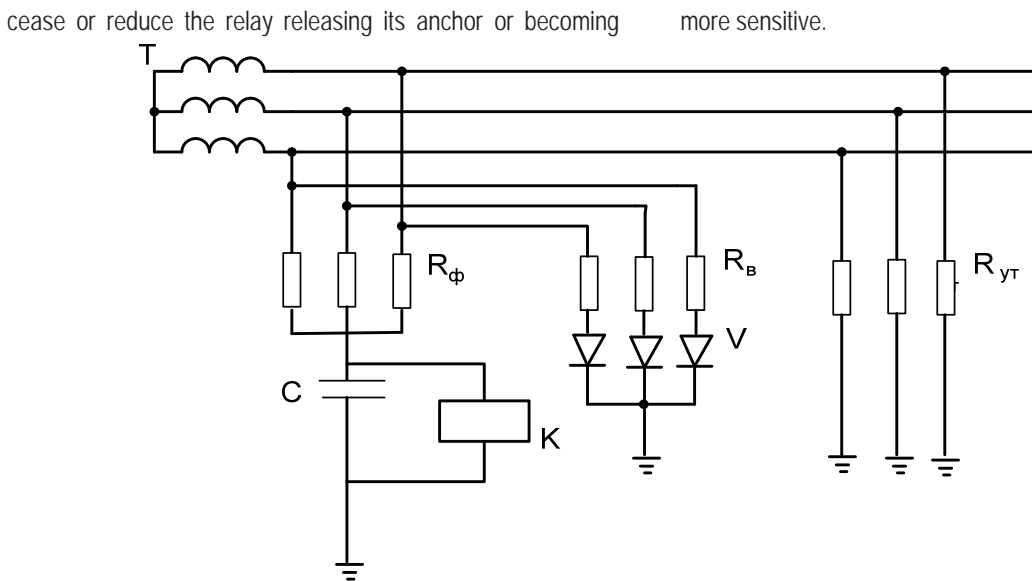 cease or reduce the relay releasing its anchor or becoming more sensitive.
T
Rф
Rв
Rут
V
C
K